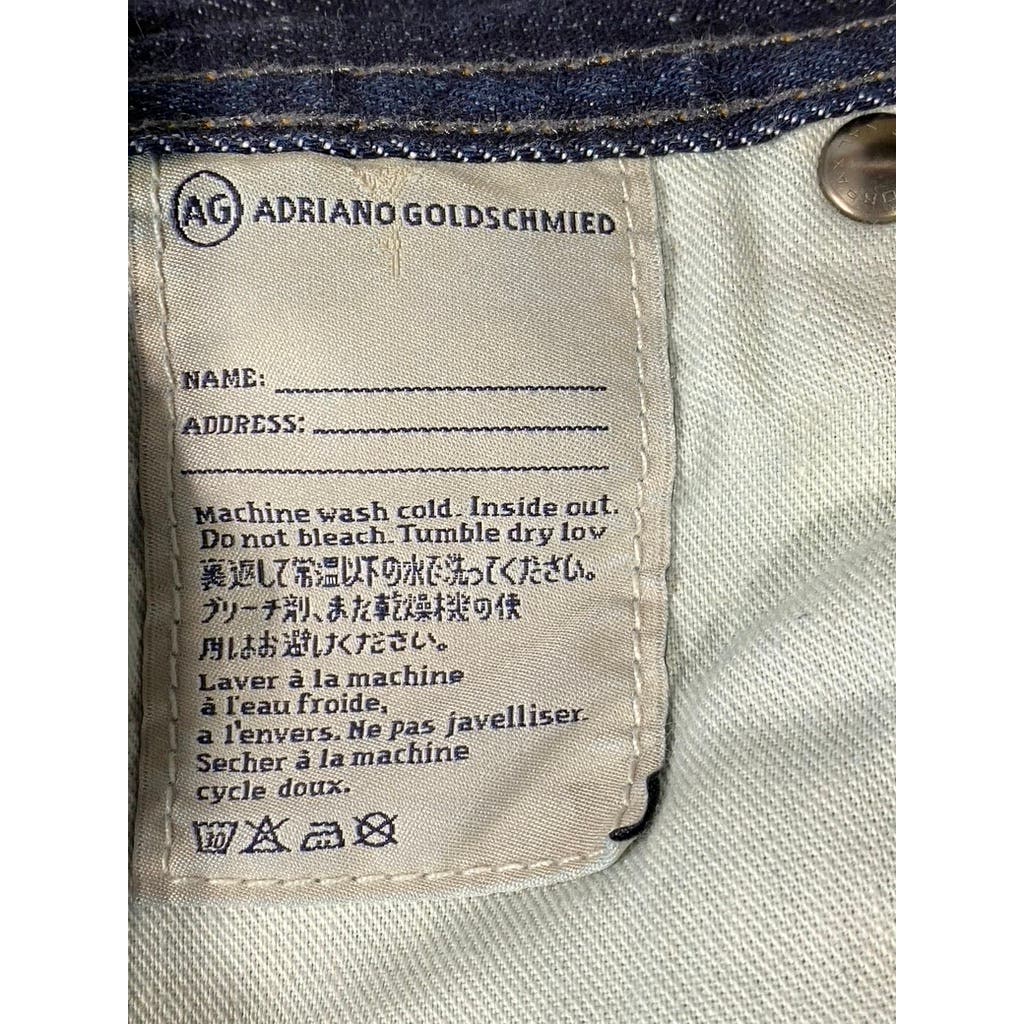 AG ADRIANO GOLDSCHMIED
NAME:
ADDRESS:
Machine wash cold. Inside out.
Do not bleach. Tumble dry low
裏返して常温以下の水で洗ってください。
ブリーチ剤、また乾燥機の使
用はお避けください。
Laver à la machine
à l'eau froide,
a l'envers. Ne pas javelliser.
Secher à la machine
cycle doux.
30